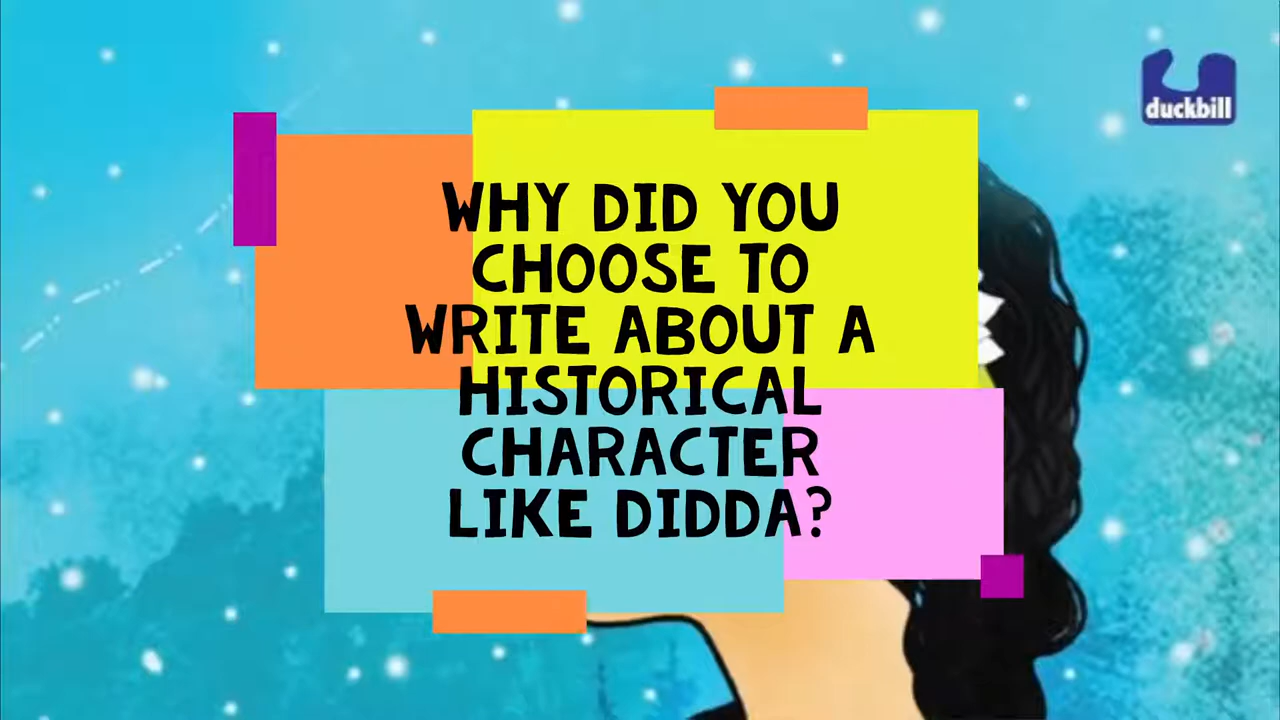 duckbill
WHY DID YOU
CHOOSE TO
WRITE ABOUT A
HISTORICAL
CHARACTER
LIKE DIDDA?